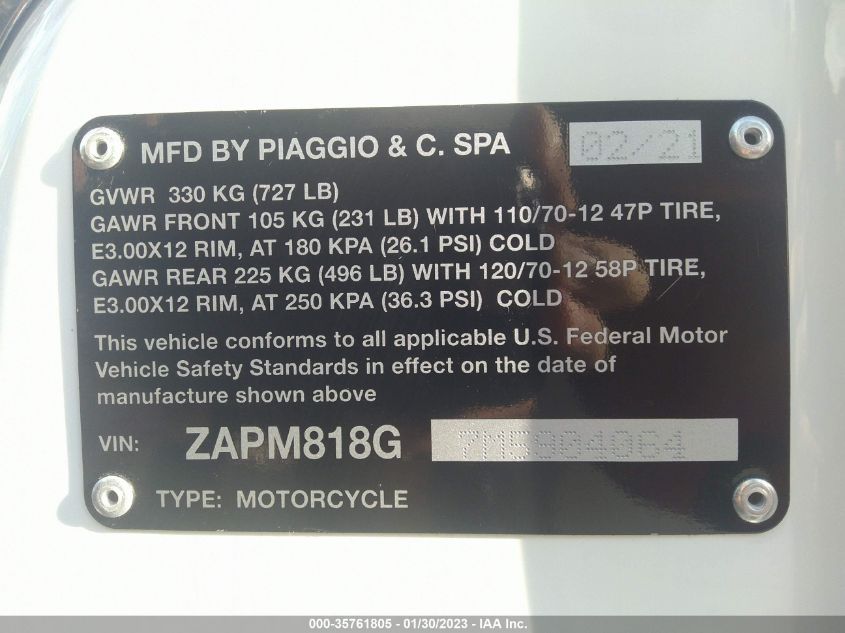 MFD BY PIAGGIO & C. SPA 02/21
GVWR 330 KG (727 LB)
GAWR FRONT 105 KG (231 LB) WITH 110/70-12 47P TIRE,
E3.00X12 RIM, AT 180 KPA (26.1 PSI) COLD
GAWR REAR 225 KG (496 LB) WITH 120/70-12 58P TIRE,
E3.00X12 RIM, AT 250 KPA (36.3 PSI) COLD
This vehicle conforms to all applicable U.S. Federal Motor
Vehicle Safety Standards in effect on the date of
manufacture shown above
VIN: ZAPM818G 7M5904064
TYPE: MOTORCYCLE
000-35761805 - 01/30/2023 - IAA Inc.